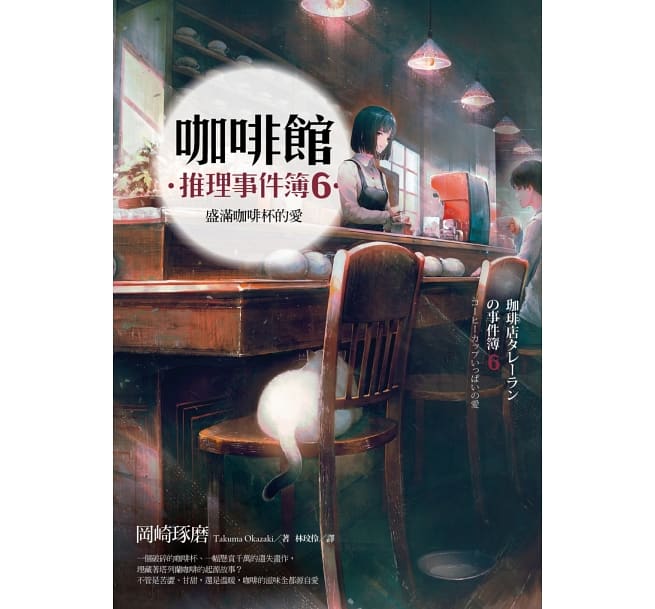 咖啡館
·推理事件簿6·
盛滿咖啡杯的愛
珈琲店タレーラン
の事件簿6
コーヒーカップいっぱいの愛
岡崎琢磨 Takuma Okazaki/著 林玟伶/譯
一個破碎的咖啡杯、一幅懸賞千萬的遺失畫作,
埋藏著塔列蘭咖啡的起源故事?
不管是苦澀、甘甜,還是溫暖,咖啡的滋味全都源自愛